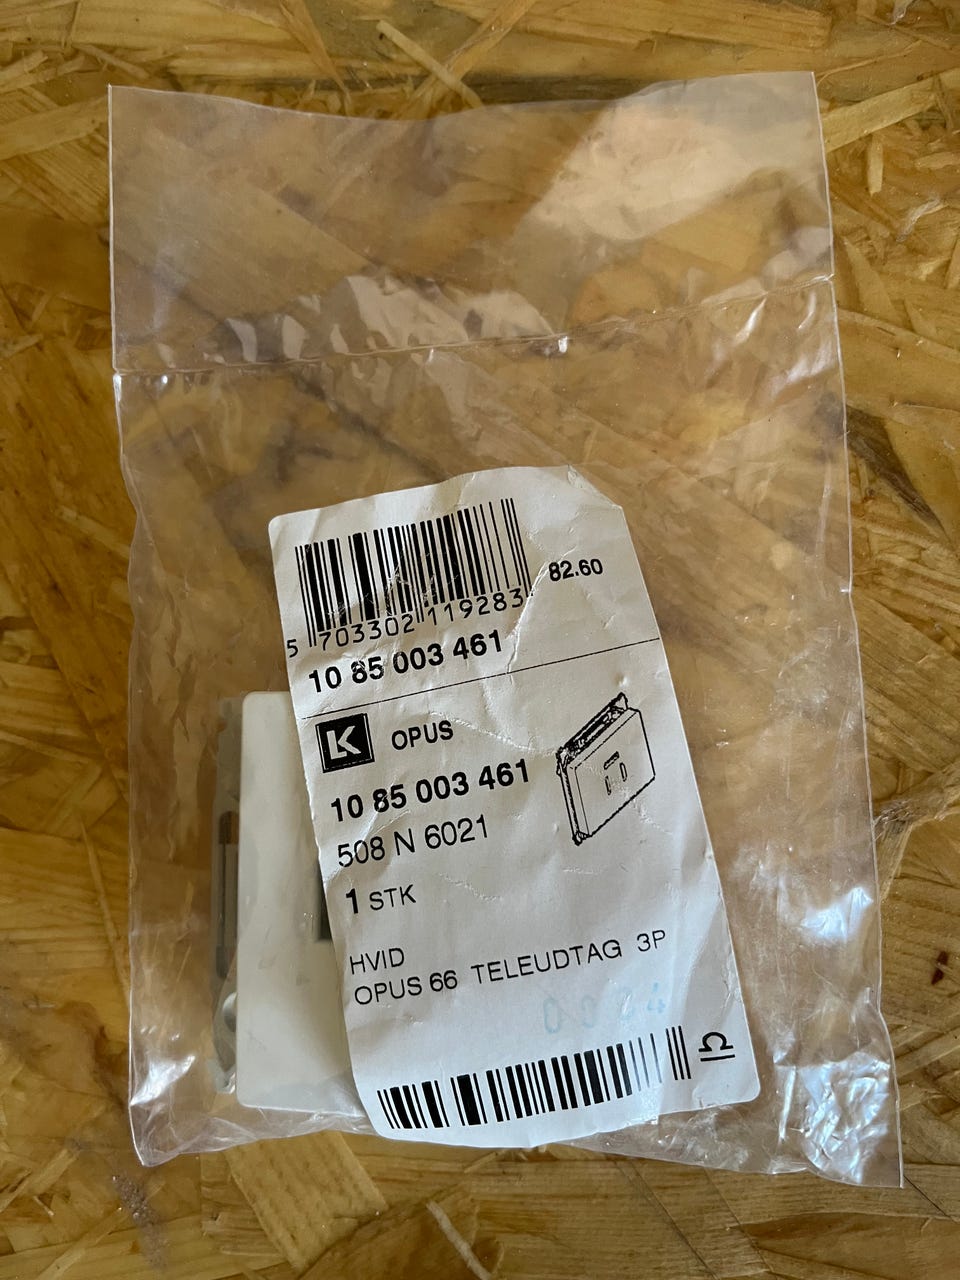 82.60
5 703302 119283
10 85 003 461
LK OPUS
10 85 003 461
508 N 6021
1 STK
HVID
OPUS 66 TELEUDTAG 3P